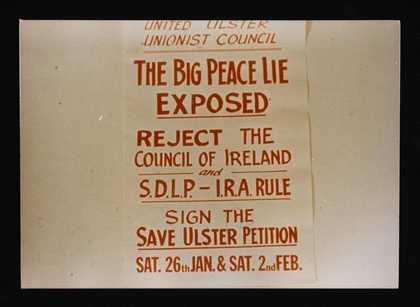 UNITED ULSTER
UNIONIST COUNCIL
THE BIG PEACE LIE
EXPOSED
REJECT THE
COUNCIL OF IRELAND
and
S.D.L.P. - I.R.A. RULE
SIGN THE
SAVE ULSTER PETITION
SAT. 26th JAN. & SAT. 2nd FEB.